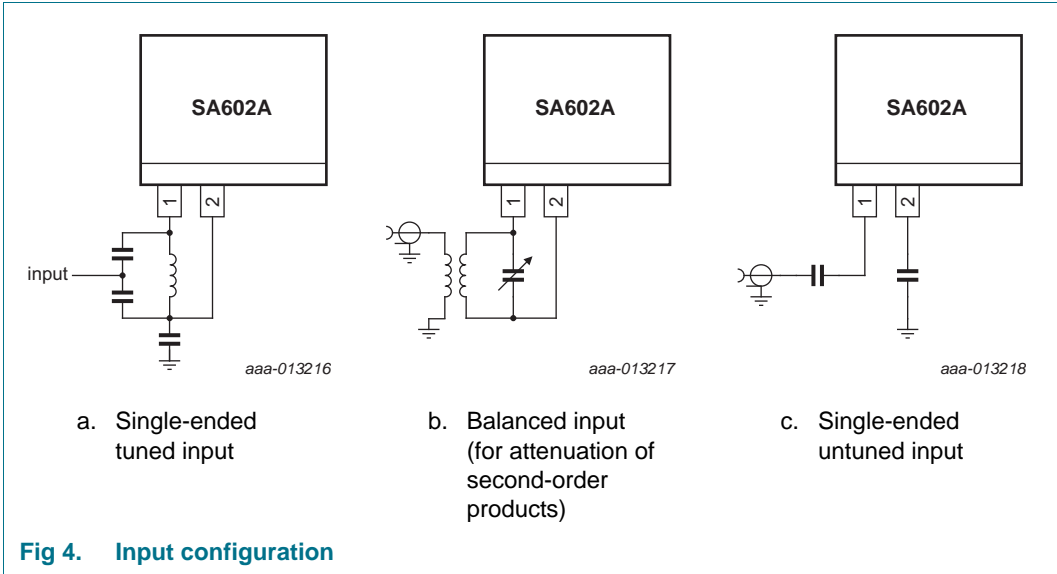 SA602A
SA602A
SA602A
1
2
1
2
1
2
input
aaa-013216
aaa-013217
aaa-013218
a. Single-ended
tuned input
b. Balanced input
(for attenuation of
second-order
products)
c. Single-ended
untuned input
Fig 4. Input configuration